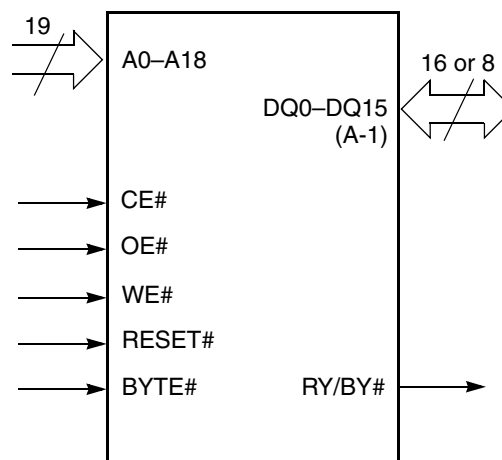 19
A0–A18
16 or 8
DQ0–DQ15
(A-1)
CE#
OE#
WE#
RESET#
BYTE#
RY/BY#